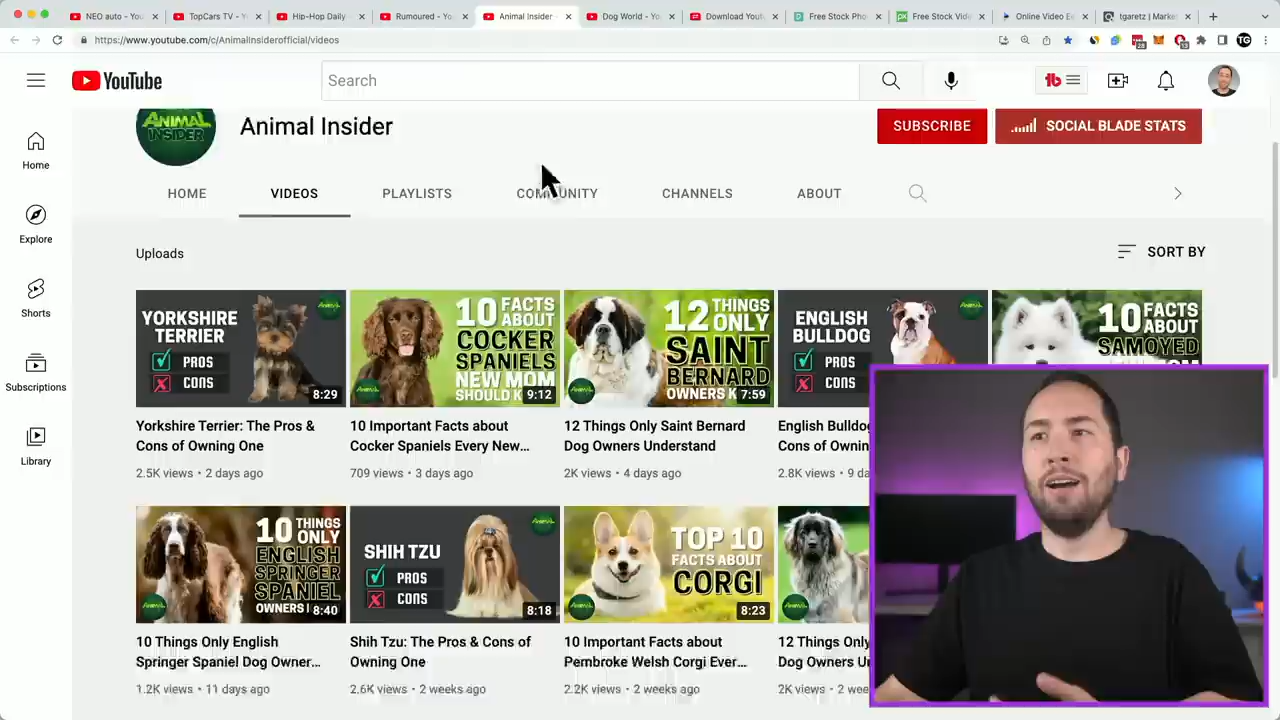 NEO auto - YouT
TopCars TV - Yo
Hip-Hop Daily
Rumoured - Yo
Animal Insider
Dog World - Yo
Download Yout
Free Stock Pho
Free Stock Vide
Online Video E
tgaretz | Marke
https://www.youtube.com/c/AnimalInsiderofficial/videos
28
13
TG
YouTube
Search
tb
Home
Explore
Shorts
Subscriptions
Library
ANIMAL
INSIDER
Animal Insider
SUBSCRIBE
SOCIAL BLADE STATS
HOME
VIDEOS
PLAYLISTS
COMMUNITY
CHANNELS
ABOUT
Uploads
SORT BY
YORKSHIRE
TERRIER
PROS
CONS
8:29
10 FACTS
ABOUT
COCKER
SPANIELS
NEW MOM
SHOULD K
9:12
12 THINGS
ONLY
SAINT
BERNARD
OWNERS K
7:59
ENGLISH
BULLDOG
PROS
CONS
10 FACTS
ABOUT
SAMOYED
Yorkshire Terrier: The Pros &
Cons of Owning One
2.5K views • 2 days ago
10 Important Facts about
Cocker Spaniels Every New...
709 views • 3 days ago
12 Things Only Saint Bernard
Dog Owners Understand
2K views • 4 days ago
English Bulldo
Cons of Ownin
2.8K views • 9 da
10 THINGS
ONLY
ENGLISH
SPRINGER
SPANIEL
OWNERS
8:40
SHIH TZU
PROS
CONS
8:18
TOP 10
FACTS ABOUT
CORGI
8:23
10 Things Only English
Springer Spaniel Dog Owner...
1.2K views • 11 days ago
Shih Tzu: The Pros & Cons of
Owning One
2.6K views • 2 weeks ago
10 Important Facts about
Pembroke Welsh Corgi Ever...
2.2K views • 2 weeks ago
12 Things Only
Dog Owners U
2K views • 2 wee